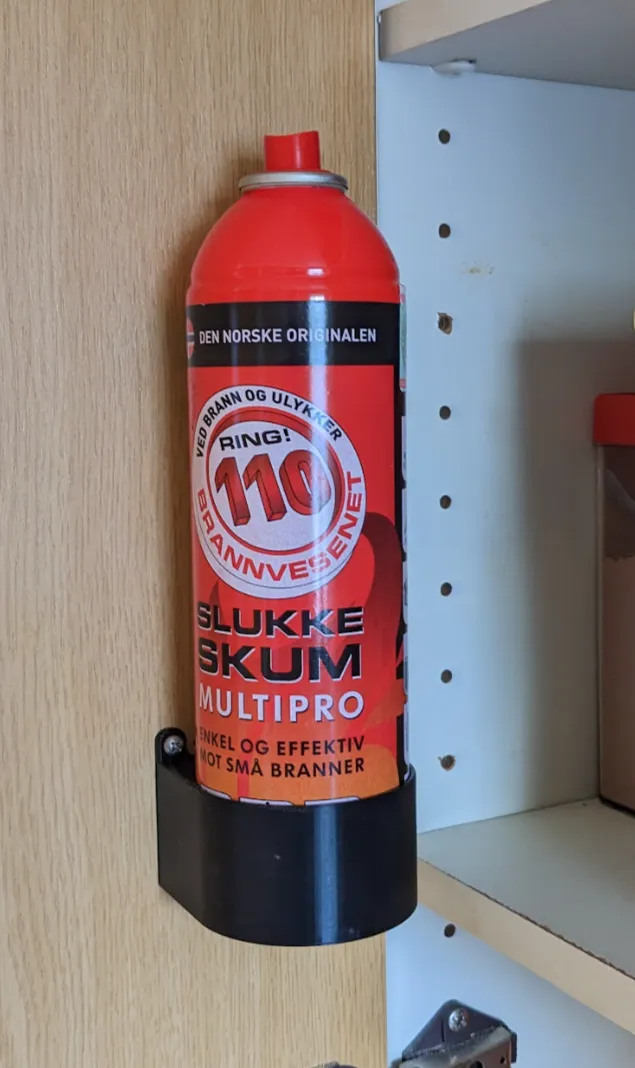 DEN NORSKE ORIGINALEN
VED BRANN OG ULYKKER
RING!
110
BRANNVESENET
SLUKKE
SKUM
MULTIPRO
ENKEL OG EFFEKTIV
MOT SMÅ BRANNER